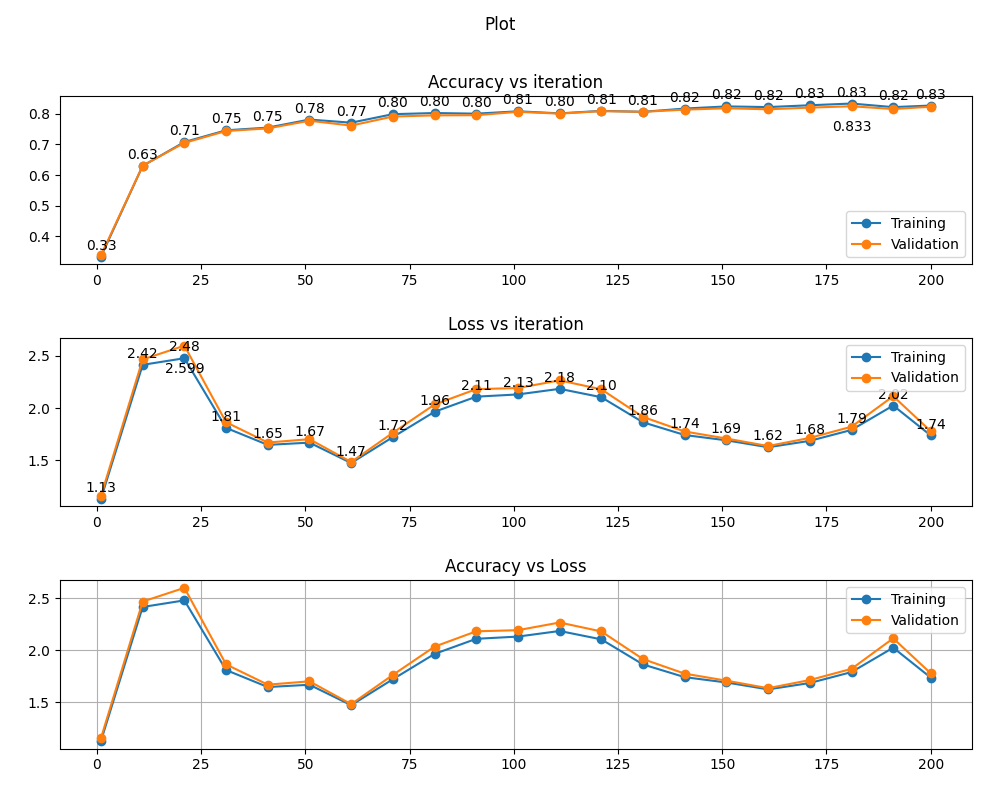 Plot
Accuracy vs iteration
0.33 0.63 0.71 0.75 0.75 0.78 0.77 0.80 0.80 0.80 0.81 0.80 0.81 0.81 0.82 0.82 0.82 0.83 0.83 0.82 0.83
0.833
0.8
0.7
0.6
0.5
0.4
Training
Validation
0 25 50 75 100 125 150 175 200
Loss vs iteration
1.13 2.42 2.48 1.81 1.65 1.67 1.47 1.72 1.96 2.11 2.13 2.18 2.10 1.86 1.74 1.69 1.62 1.68 1.79 2.02 1.74
2.599
2.5
2.0
1.5
Training
Validation
0 25 50 75 100 125 150 175 200
Accuracy vs Loss
2.5
2.0
1.5
Training
Validation
0 25 50 75 100 125 150 175 200